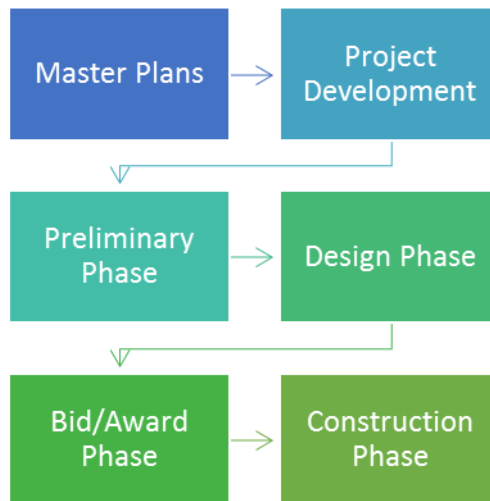 Master Plans
Project
Development
Preliminary
Phase
Design Phase
Bid/Award
Phase
Construction
Phase